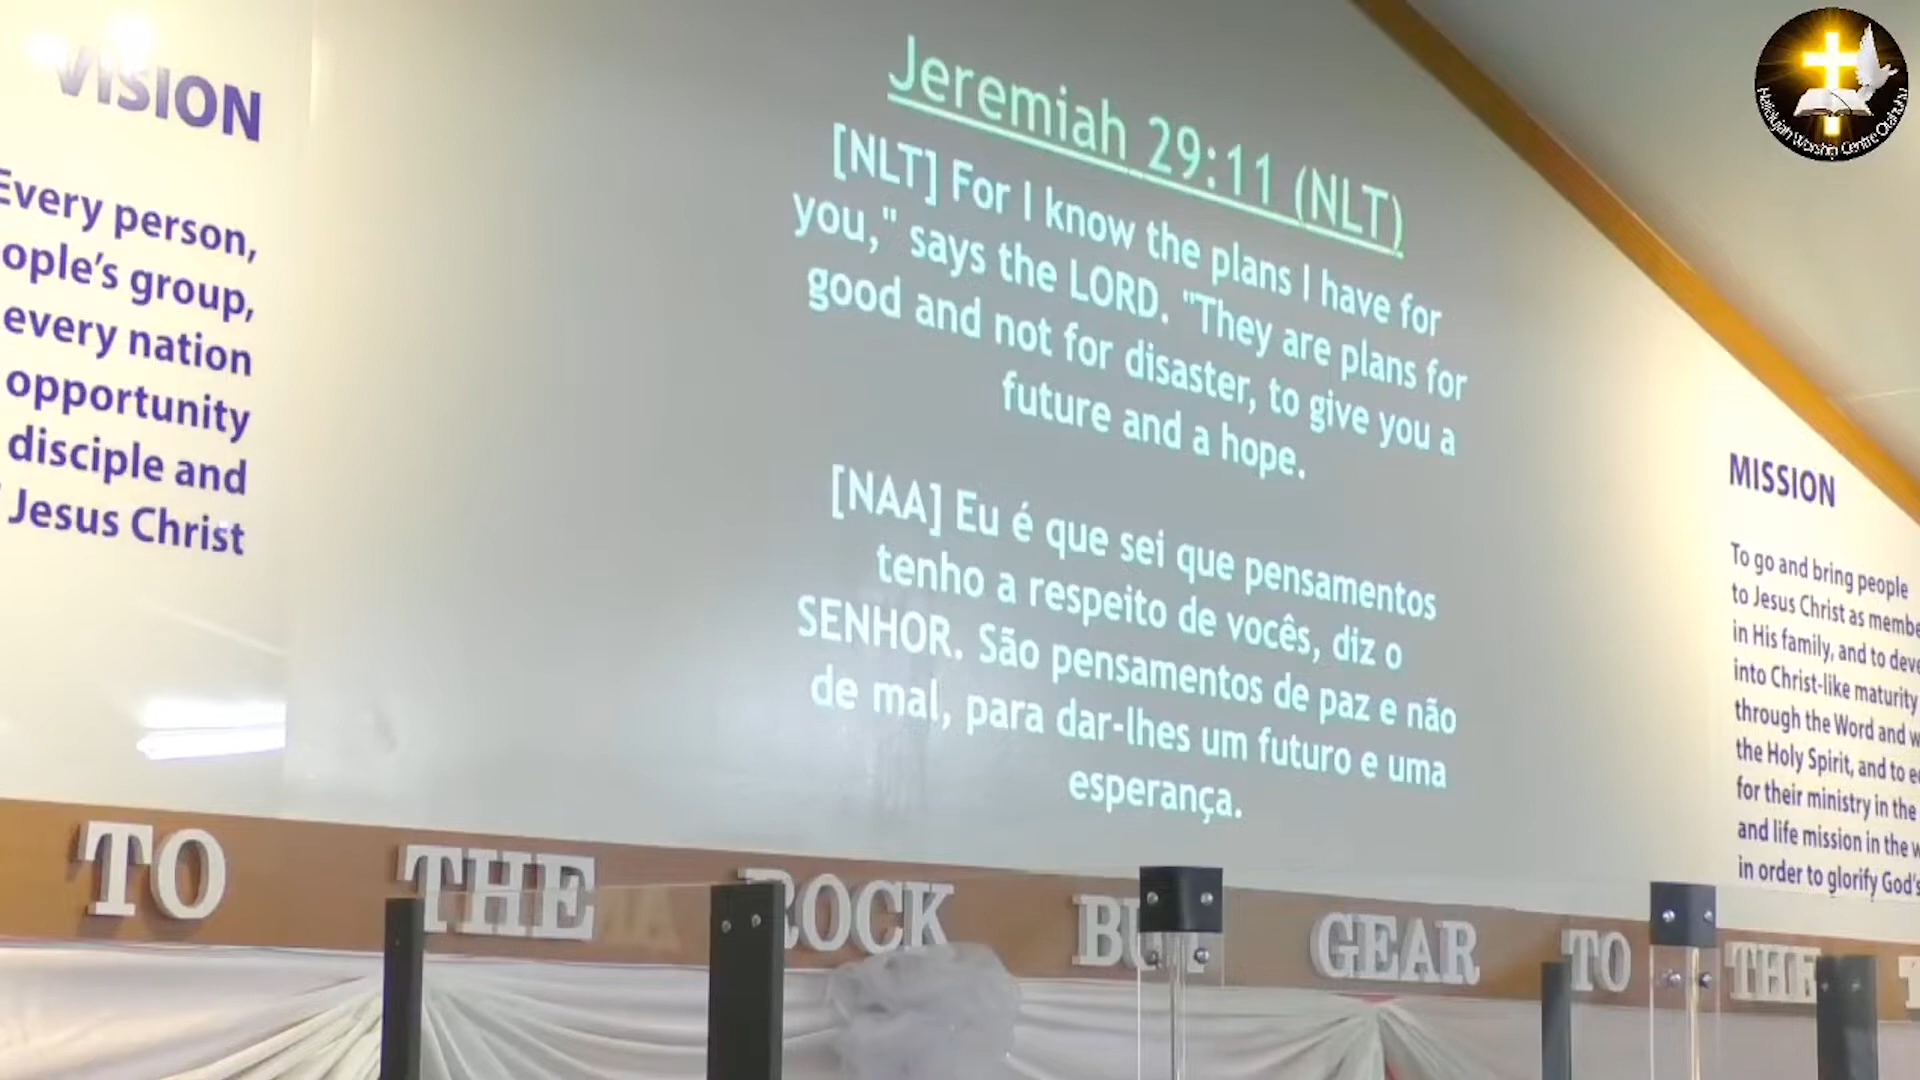 VISION
Every person,
ople's group,
every nation
opportunity
disciple and
Jesus Christ
Jeremiah 29:11 (NLT)
[NLT] For I know the plans I have for
you," says the LORD. "They are plans for
good and not for disaster, to give you a
future and a hope.
[NAA] Eu é que sei que pensamentos
tenho a respeito de vocês, diz o
SENHOR. São pensamentos de paz e não
de mal, para dar-lhes um futuro e uma
esperança.
MISSION
To go and bring people
to Jesus Christ as membe
in His family, and to deve
into Christ-like maturity
through the Word and w
the Holy Spirit, and to e
for their ministry in the
and life mission in the w
in order to glorify God's
TO THE ROCK BUT GEAR TO THE
Hallelujah Worship Centre Otahuhu